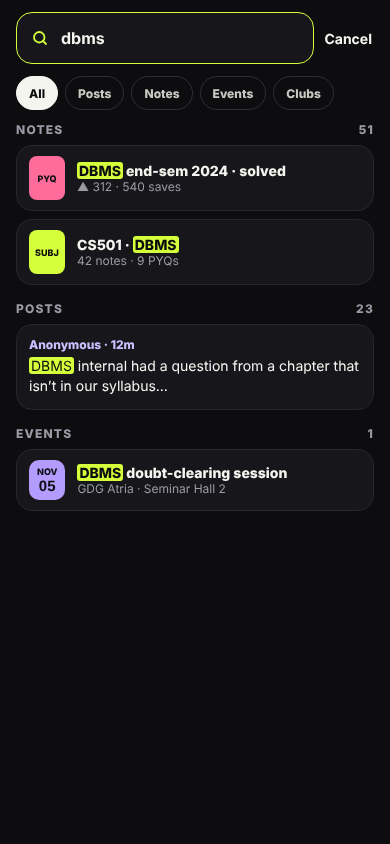 dbms
Cancel
All
Posts
Notes
Events
Clubs
NOTES 51
PYQ
DBMS end-sem 2024 · solved
▲ 312 · 540 saves
SUBJ
CS501 · DBMS
42 notes · 9 PYQs
POSTS 23
Anonymous · 12m
DBMS internal had a question from a chapter that
isn't in our syllabus...
EVENTS 1
NOV
05
DBMS doubt-clearing session
GDG Atria · Seminar Hall 2